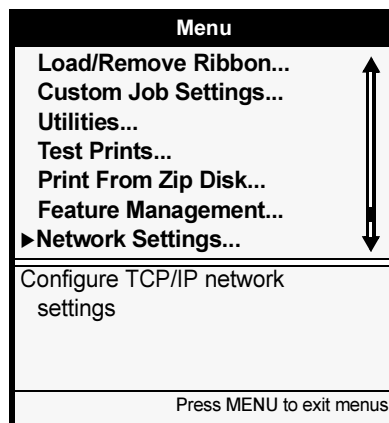 Menu
Load/Remove Ribbon...
Custom Job Settings...
Utilities...
Test Prints...
Print From Zip Disk...
Feature Management...
▶Network Settings...
Configure TCP/IP network
settings
Press MENU to exit menus